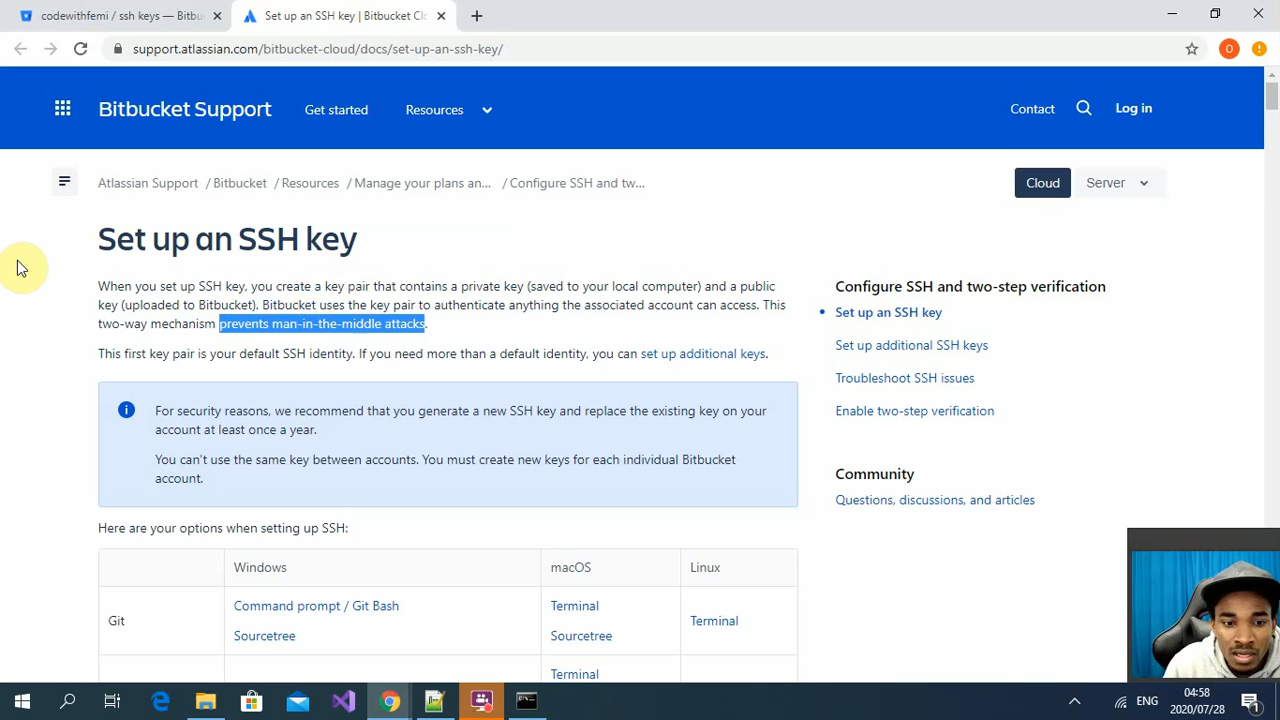 codewithfemi / ssh keys — Bitbu
Set up an SSH key | Bitbucket Clo
support.atlassian.com/bitbucket-cloud/docs/set-up-an-ssh-key/
O
Bitbucket Support
Get started
Resources
Contact
Log in
Atlassian Support / Bitbucket / Resources / Manage your plans an... / Configure SSH and tw...
Cloud
Server
Set up an SSH key
When you set up SSH key, you create a key pair that contains a private key (saved to your local computer) and a public
key (uploaded to Bitbucket). Bitbucket uses the key pair to authenticate anything the associated account can access. This
two-way mechanism prevents man-in-the-middle attacks.
This first key pair is your default SSH identity. If you need more than a default identity, you can set up additional keys.
For security reasons, we recommend that you generate a new SSH key and replace the existing key on your
account at least once a year.
You can't use the same key between accounts. You must create new keys for each individual Bitbucket
account.
Here are your options when setting up SSH:
Windows
macOS
Linux
Git
Command prompt / Git Bash
Sourcetree
Terminal
Sourcetree
Terminal
Terminal
Configure SSH and two-step verification
Set up an SSH key
Set up additional SSH keys
Troubleshoot SSH issues
Enable two-step verification
Community
Questions, discussions, and articles
ENG
04:58
2020/07/28
1